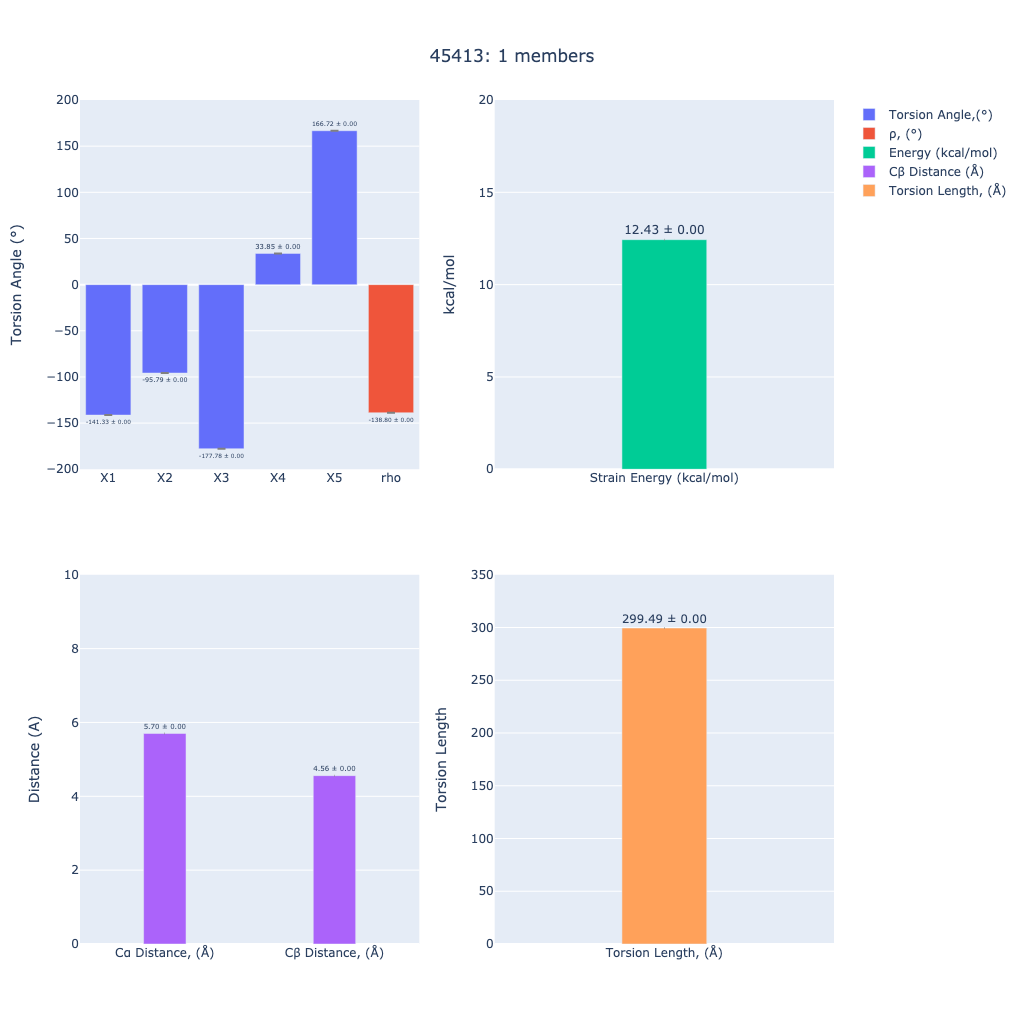 45413: 1 members
Torsion Angle (°)
200
150
100
50
0
−50
−100
−150
−200
-141.33 ± 0.00
-95.79 ± 0.00
-177.78 ± 0.00
33.85 ± 0.00
166.72 ± 0.00
-138.80 ± 0.00
X1 X2 X3 X4 X5 rho
kcal/mol
20
15
10
5
0
12.43 ± 0.00
Strain Energy (kcal/mol)
Torsion Angle,(°)
ρ, (°)
Energy (kcal/mol)
Cβ Distance (Å)
Torsion Length, (Å)
Distance (A)
10
8
6
4
2
0
5.70 ± 0.00
4.56 ± 0.00
Cα Distance, (Å) Cβ Distance, (Å)
Torsion Length
350
300
250
200
150
100
50
0
299.49 ± 0.00
Torsion Length, (Å)